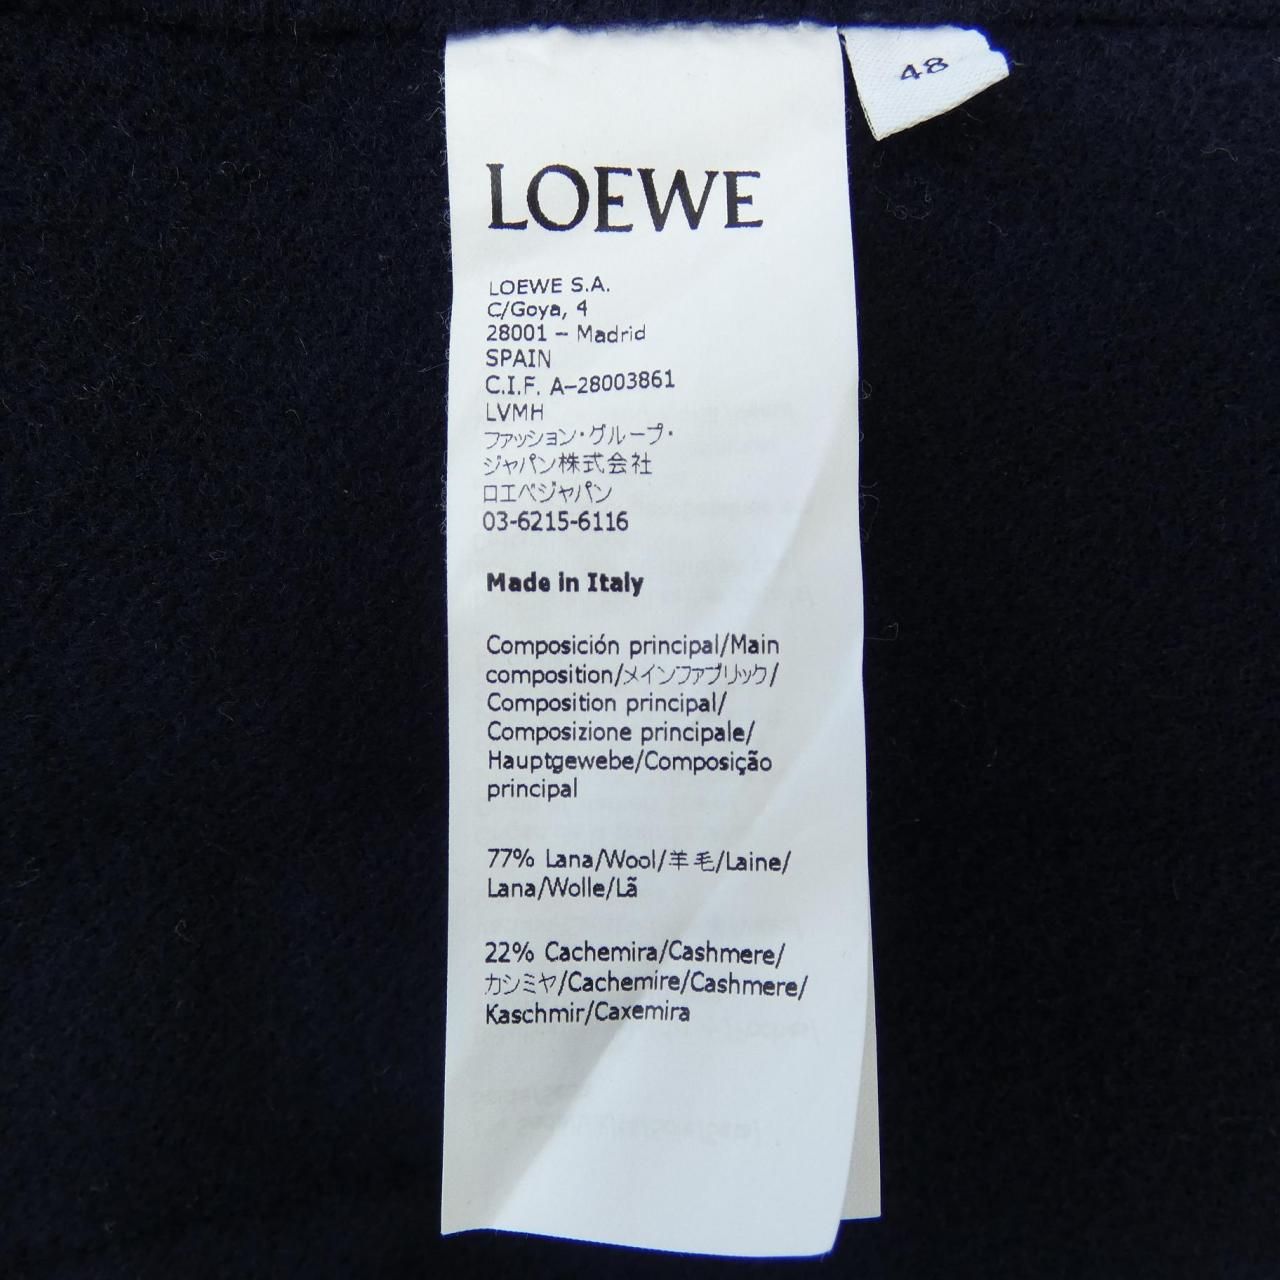 48
LOEWE
LOEWE S.A.
C/Goya, 4
28001 – Madrid
SPAIN
C.I.F. A–28003861
LVMH
ファッション・グループ・
ジャパン株式会社
ロエベジャパン
03-6215-6116
Made in Italy
Composición principal/Main
composition/メインファブリック/
Composition principal/
Composizione principale/
Hauptgewebe/Composição
principal
77% Lana/Wool/羊毛/Laine/
Lana/Wolle/Lã
22% Cachemira/Cashmere/
カシミヤ/Cachemire/Cashmere/
Kaschmir/Caxemira